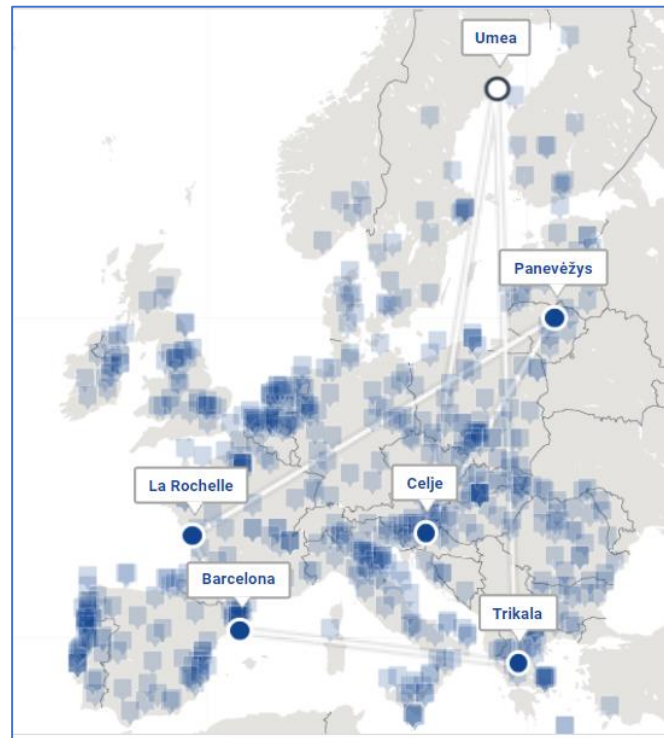 Umea
Panevėžys
La Rochelle
Celje
Barcelona
Trikala